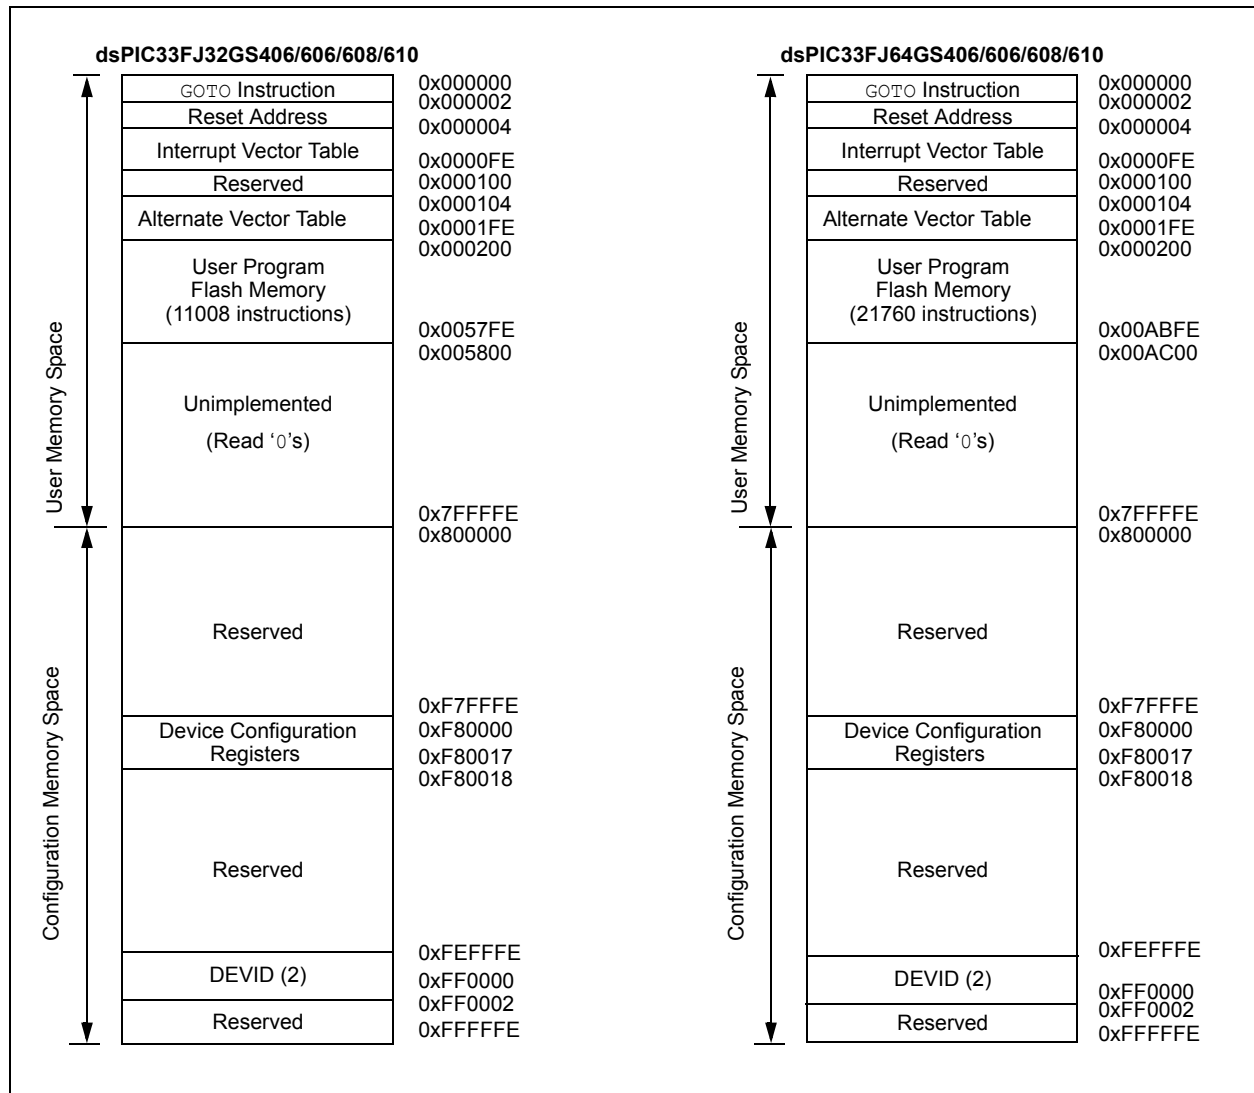 dsPIC33FJ32GS406/606/608/610
GOTO Instruction
0x000000
0x000002
Reset Address
0x000004
Interrupt Vector Table
0x0000FE
Reserved
0x000100
0x000104
Alternate Vector Table
0x0001FE
0x000200
User Program
Flash Memory
(11008 instructions)
0x0057FE
0x005800
Unimplemented
(Read ‘0’s)
0x7FFFFE
User Memory Space
0x800000
Reserved
0xF7FFFE
Device Configuration
Registers
0xF80000
0xF80017
0xF80018
Reserved
0xFEFFFE
DEVID (2)
0xFF0000
0xFF0002
Reserved
0xFFFFFE
Configuration Memory Space
dsPIC33FJ64GS406/606/608/610
GOTO Instruction
0x000000
0x000002
Reset Address
0x000004
Interrupt Vector Table
0x0000FE
Reserved
0x000100
0x000104
Alternate Vector Table
0x0001FE
0x000200
User Program
Flash Memory
(21760 instructions)
0x00ABFE
0x00AC00
Unimplemented
(Read ‘0’s)
0x7FFFFE
User Memory Space
0x800000
Reserved
0xF7FFFE
Device Configuration
Registers
0xF80000
0xF80017
0xF80018
Reserved
0xFEFFFE
DEVID (2)
0xFF0000
0xFF0002
Reserved
0xFFFFFE
Configuration Memory Space